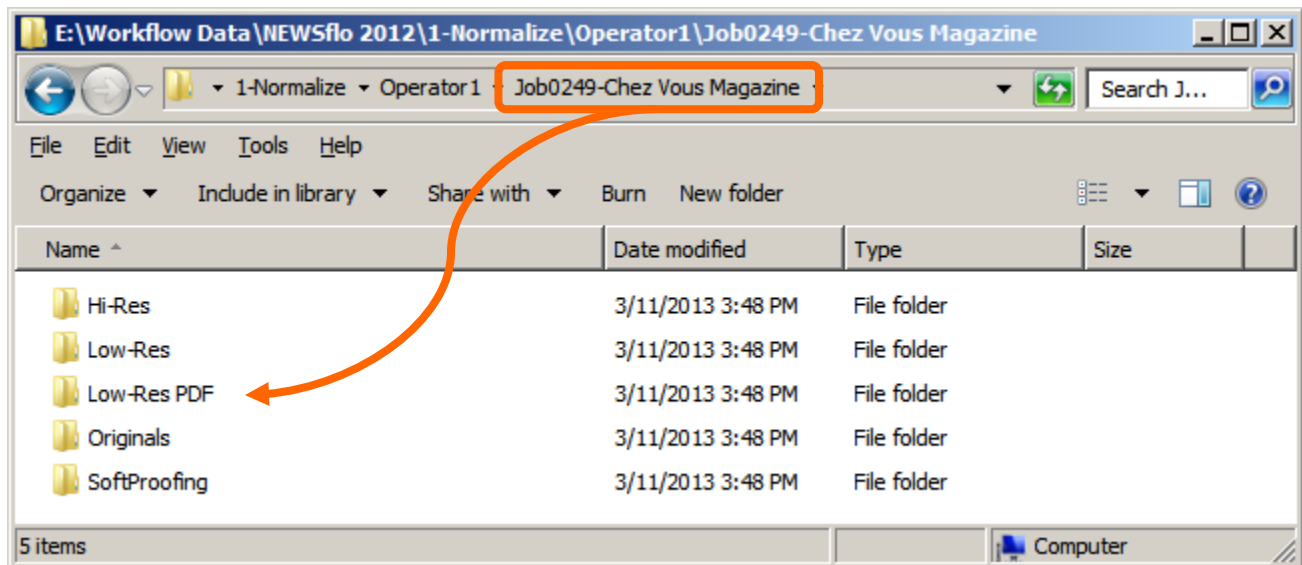 E:\Workflow Data\NEWSflo 2012\1-Normalize\Operator1\Job0249-Chez Vous Magazine
1-Normalize Operator1 Job0249-Chez Vous Magazine Search J...
File Edit View Tools Help
Organize Include in library Share with Burn New folder
Name Date modified Type Size
Hi-Res 3/11/2013 3:48 PM File folder
Low-Res 3/11/2013 3:48 PM File folder
Low-Res PDF 3/11/2013 3:48 PM File folder
Originals 3/11/2013 3:48 PM File folder
SoftProofing 3/11/2013 3:48 PM File folder
5 items Computer